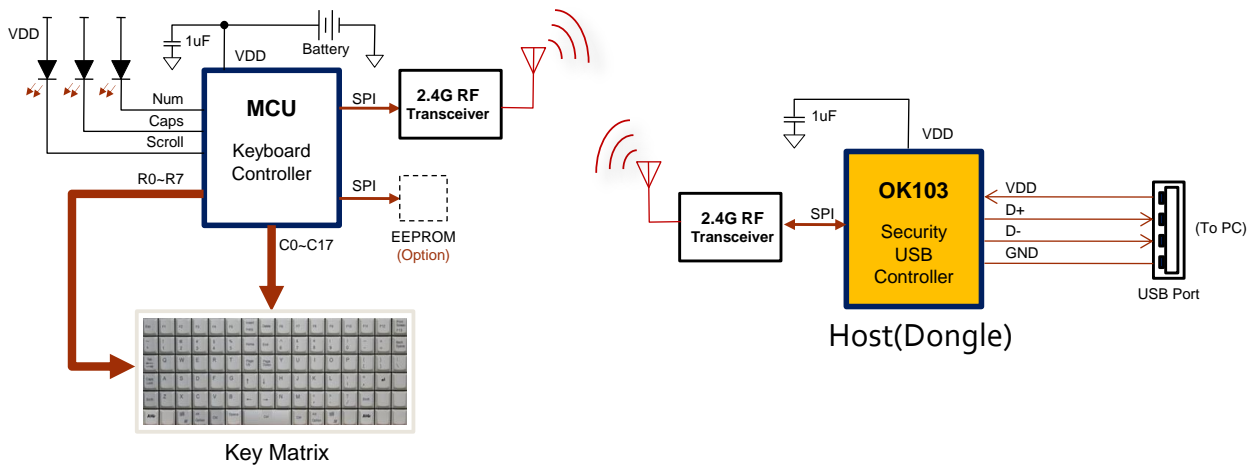 VDD
1uF
VDD
Battery
Num
Caps
Scroll
MCU
Keyboard
Controller
SPI
2.4G RF
Transceiver
R0~R7
SPI
EEPROM
(Option)
C0~C17
Key Matrix
1uF
VDD
2.4G RF
Transceiver
SPI
OK103
Security
USB
Controller
VDD
D+
D-
GND
(To PC)
USB Port
Host(Dongle)